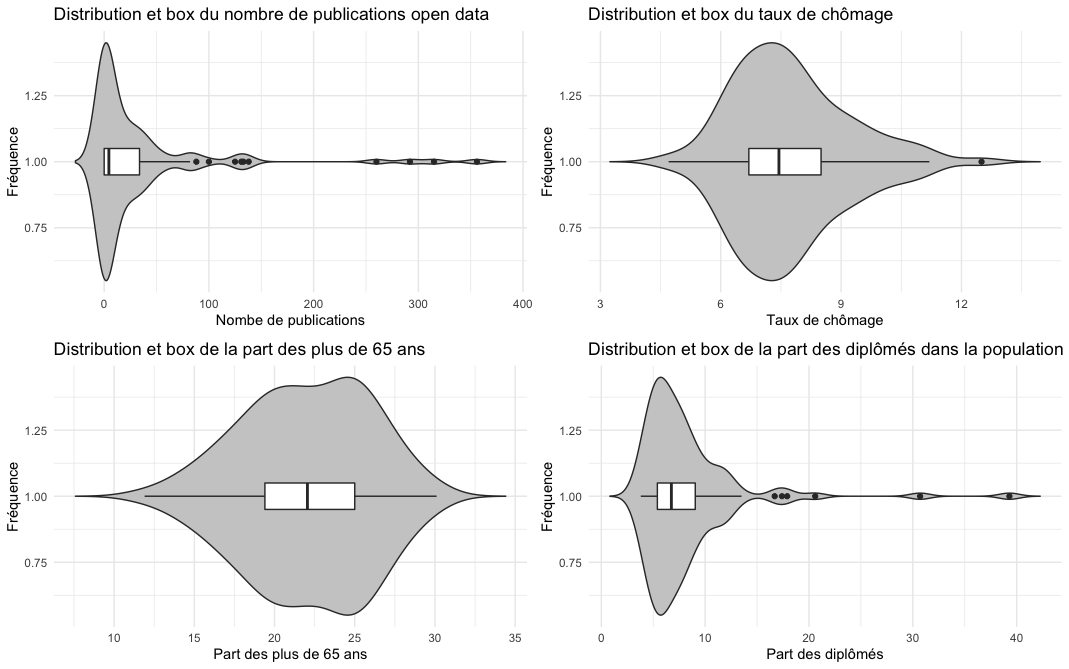 Distribution et box du nombre de publications open data
Fréquence
1.25
1.00
0.75
0
100
200
300
400
Nombe de publications
Distribution et box du taux de chômage
Fréquence
1.25
1.00
0.75
3
6
9
12
Taux de chômage
Distribution et box de la part des plus de 65 ans
Fréquence
1.25
1.00
0.75
10
15
20
25
30
35
Part des plus de 65 ans
Distribution et box de la part des diplômés dans la population
Fréquence
1.25
1.00
0.75
0
10
20
30
40
Part des diplômés